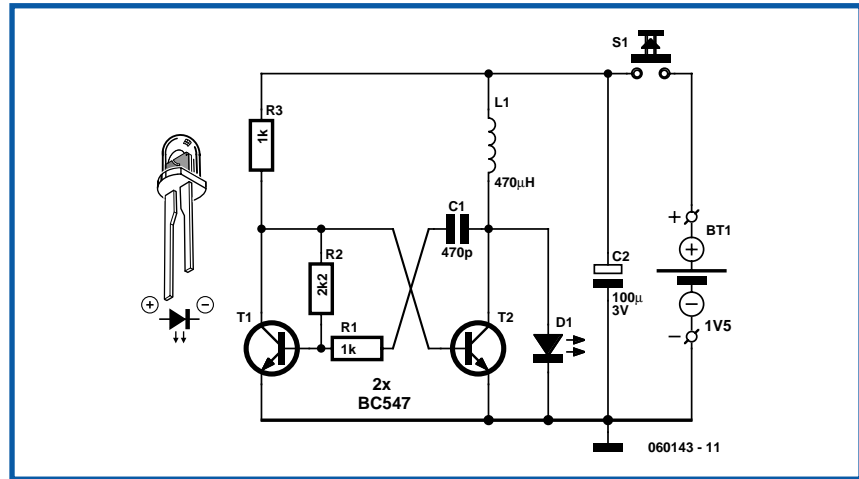 S1
R3
1k
L1
470µH
C1
470p
R2
2k2
R1
1k
T1
T2
D1
C2
100µ
3V
+
BT1
+
−
1V5
−
+
−
2x
BC547
060143 - 11